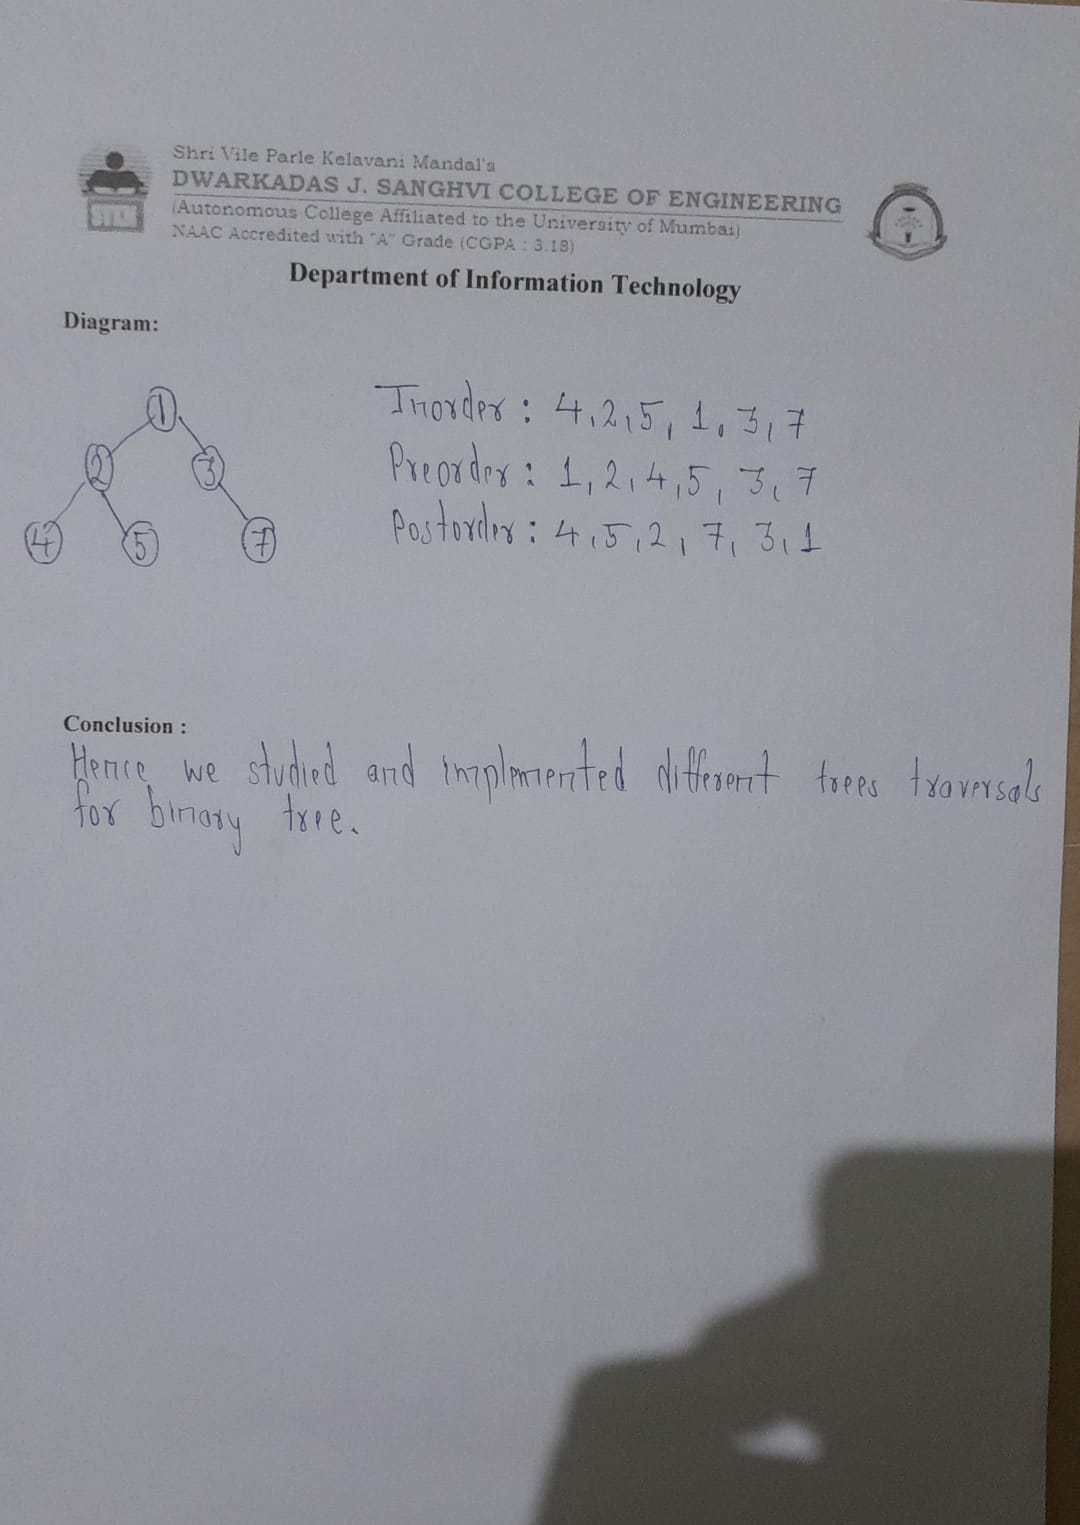 Shri Vile Parle Kelavani Mandal's
DWARKADAS J. SANGHVI COLLEGE OF ENGINEERING
(Autonomous College Affiliated to the University of Mumbai)
NAAC Accredited with "A" Grade (CGPA : 3.18)
Department of Information Technology
Diagram:
1
2 3
4 5 7
Inorder : 4,2,5, 1, 3,7
Preorder : 1,2,4,5, 3,7
Postorder : 4,5,2, 7, 3,1
Conclusion :
Hence we studied and implemented different trees traversals
for binary tree.